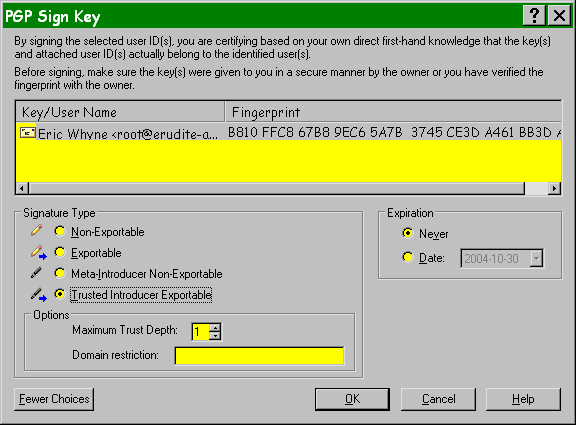 PGP Sign Key
By signing the selected user ID(s), you are certifying based on your own direct first-hand knowledge that the key(s)
and attached user ID(s) actually belong to the identified user(s).
Before signing, make sure the key(s) were given to you in a secure manner by the owner or you have verified the
fingerprint with the owner.
Key/User Name Fingerprint
Eric Whyne <root@erudite-a... B810 FFC8 67B8 9EC6 5A7B 3745 CE3D A461 BB3D A
Signature Type
Non-Exportable
Exportable
Meta-Introducer Non-Exportable
Trusted Introducer Exportable
Options
Maximum Trust Depth: 1
Domain restriction:
Expiration
Never
Date: 2004-10-30
Fewer Choices OK Cancel Help